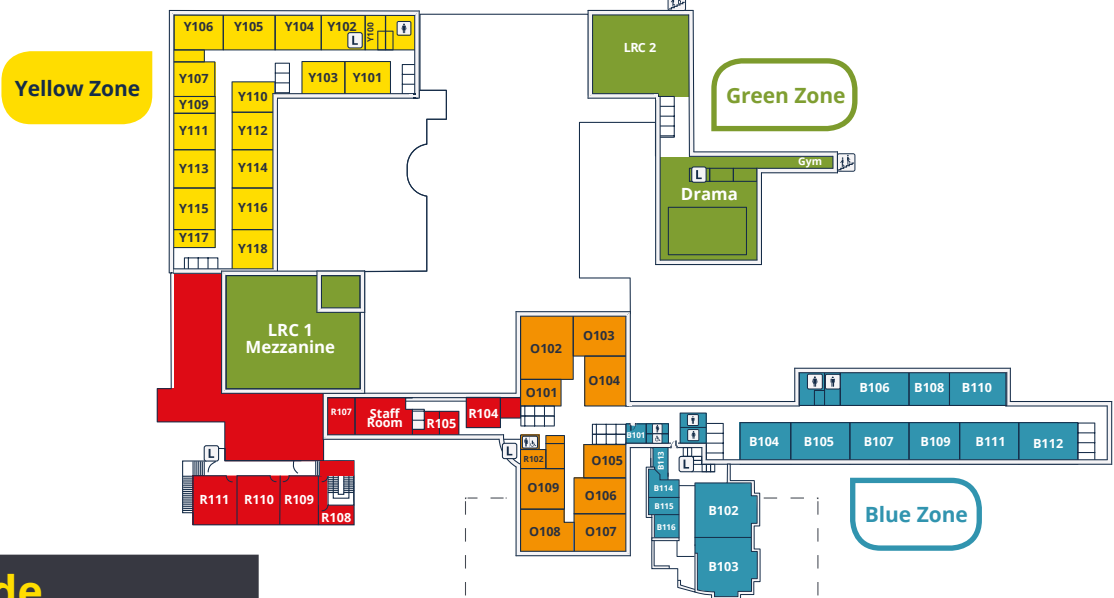 Y106
Y105
Y104
Y102
Y100
L
LRC 2
Yellow Zone
Y107
Y103
Y101
Green Zone
Y109
Y110
Y111
Y112
Y113
Y114
Gym
L
Drama
Y115
Y116
Y117
Y118
LRC 1
Mezzanine
O102
O103
O101
O104
B106
B108
B110
R107
Staff
Room
R105
R104
B101
B104
B105
B107
B109
B111
B112
L
L
R102
O105
B113
L
R111
R110
R109
R108
O109
O106
B114
B115
B116
B102
Blue Zone
O108
O107
B103
de